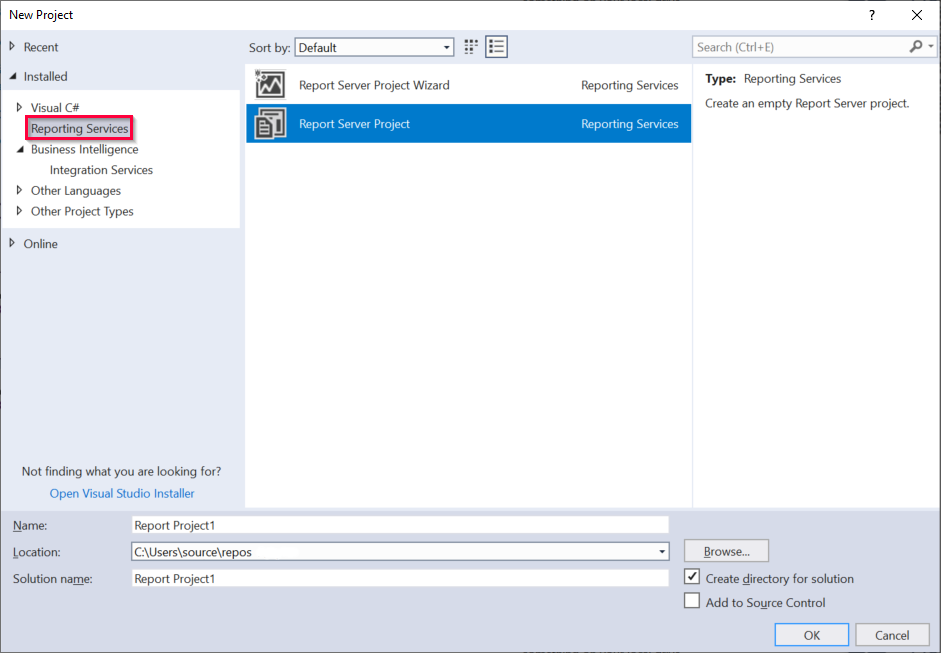 New Project
?
Recent
Sort by: Default
Search (Ctrl+E)
Installed
Visual C#
Reporting Services
Business Intelligence
Integration Services
Other Languages
Other Project Types
Online
Report Server Project Wizard Reporting Services
Report Server Project Reporting Services
Type: Reporting Services
Create an empty Report Server project.
Not finding what you are looking for?
Open Visual Studio Installer
Name: Report Project1
Location: C:\Users\source\repos Browse...
Solution name: Report Project1
Create directory for solution
Add to Source Control
OK Cancel